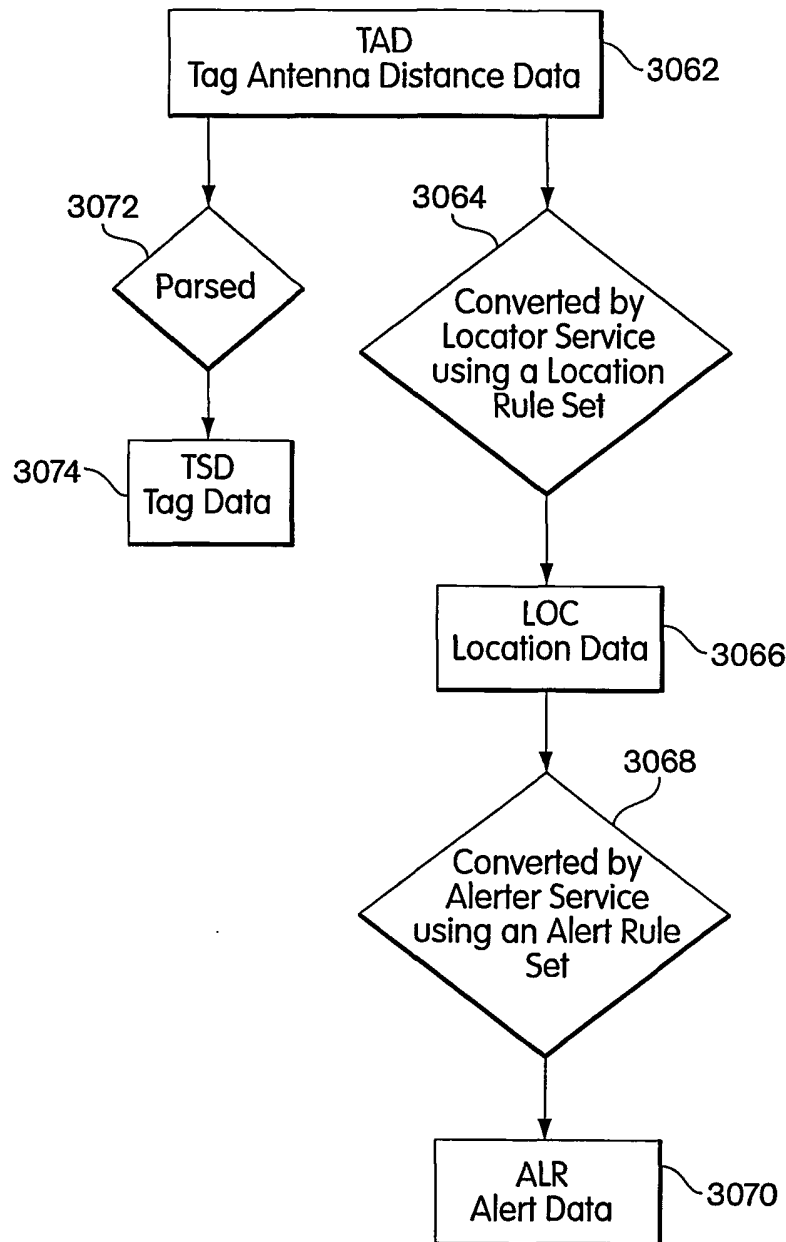 TAD
Tag Antenna Distance Data
3062
3072
3064
Parsed
Converted by
Locator Service
using a Location
Rule Set
3074
TSD
Tag Data
LOC
Location Data
3066
3068
Converted by
Alerter Service
using an Alert Rule
Set
ALR
Alert Data
3070